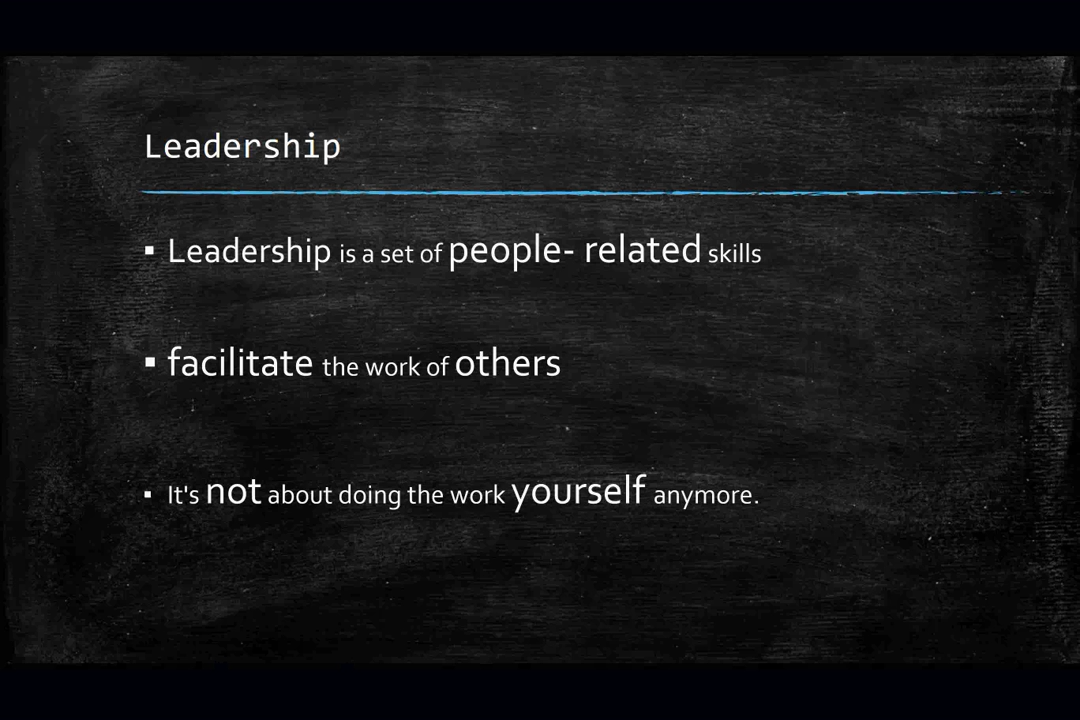 Leadership
▪ Leadership is a set of people- related skills
▪ facilitate the work of others
▪ It's not about doing the work yourself anymore.